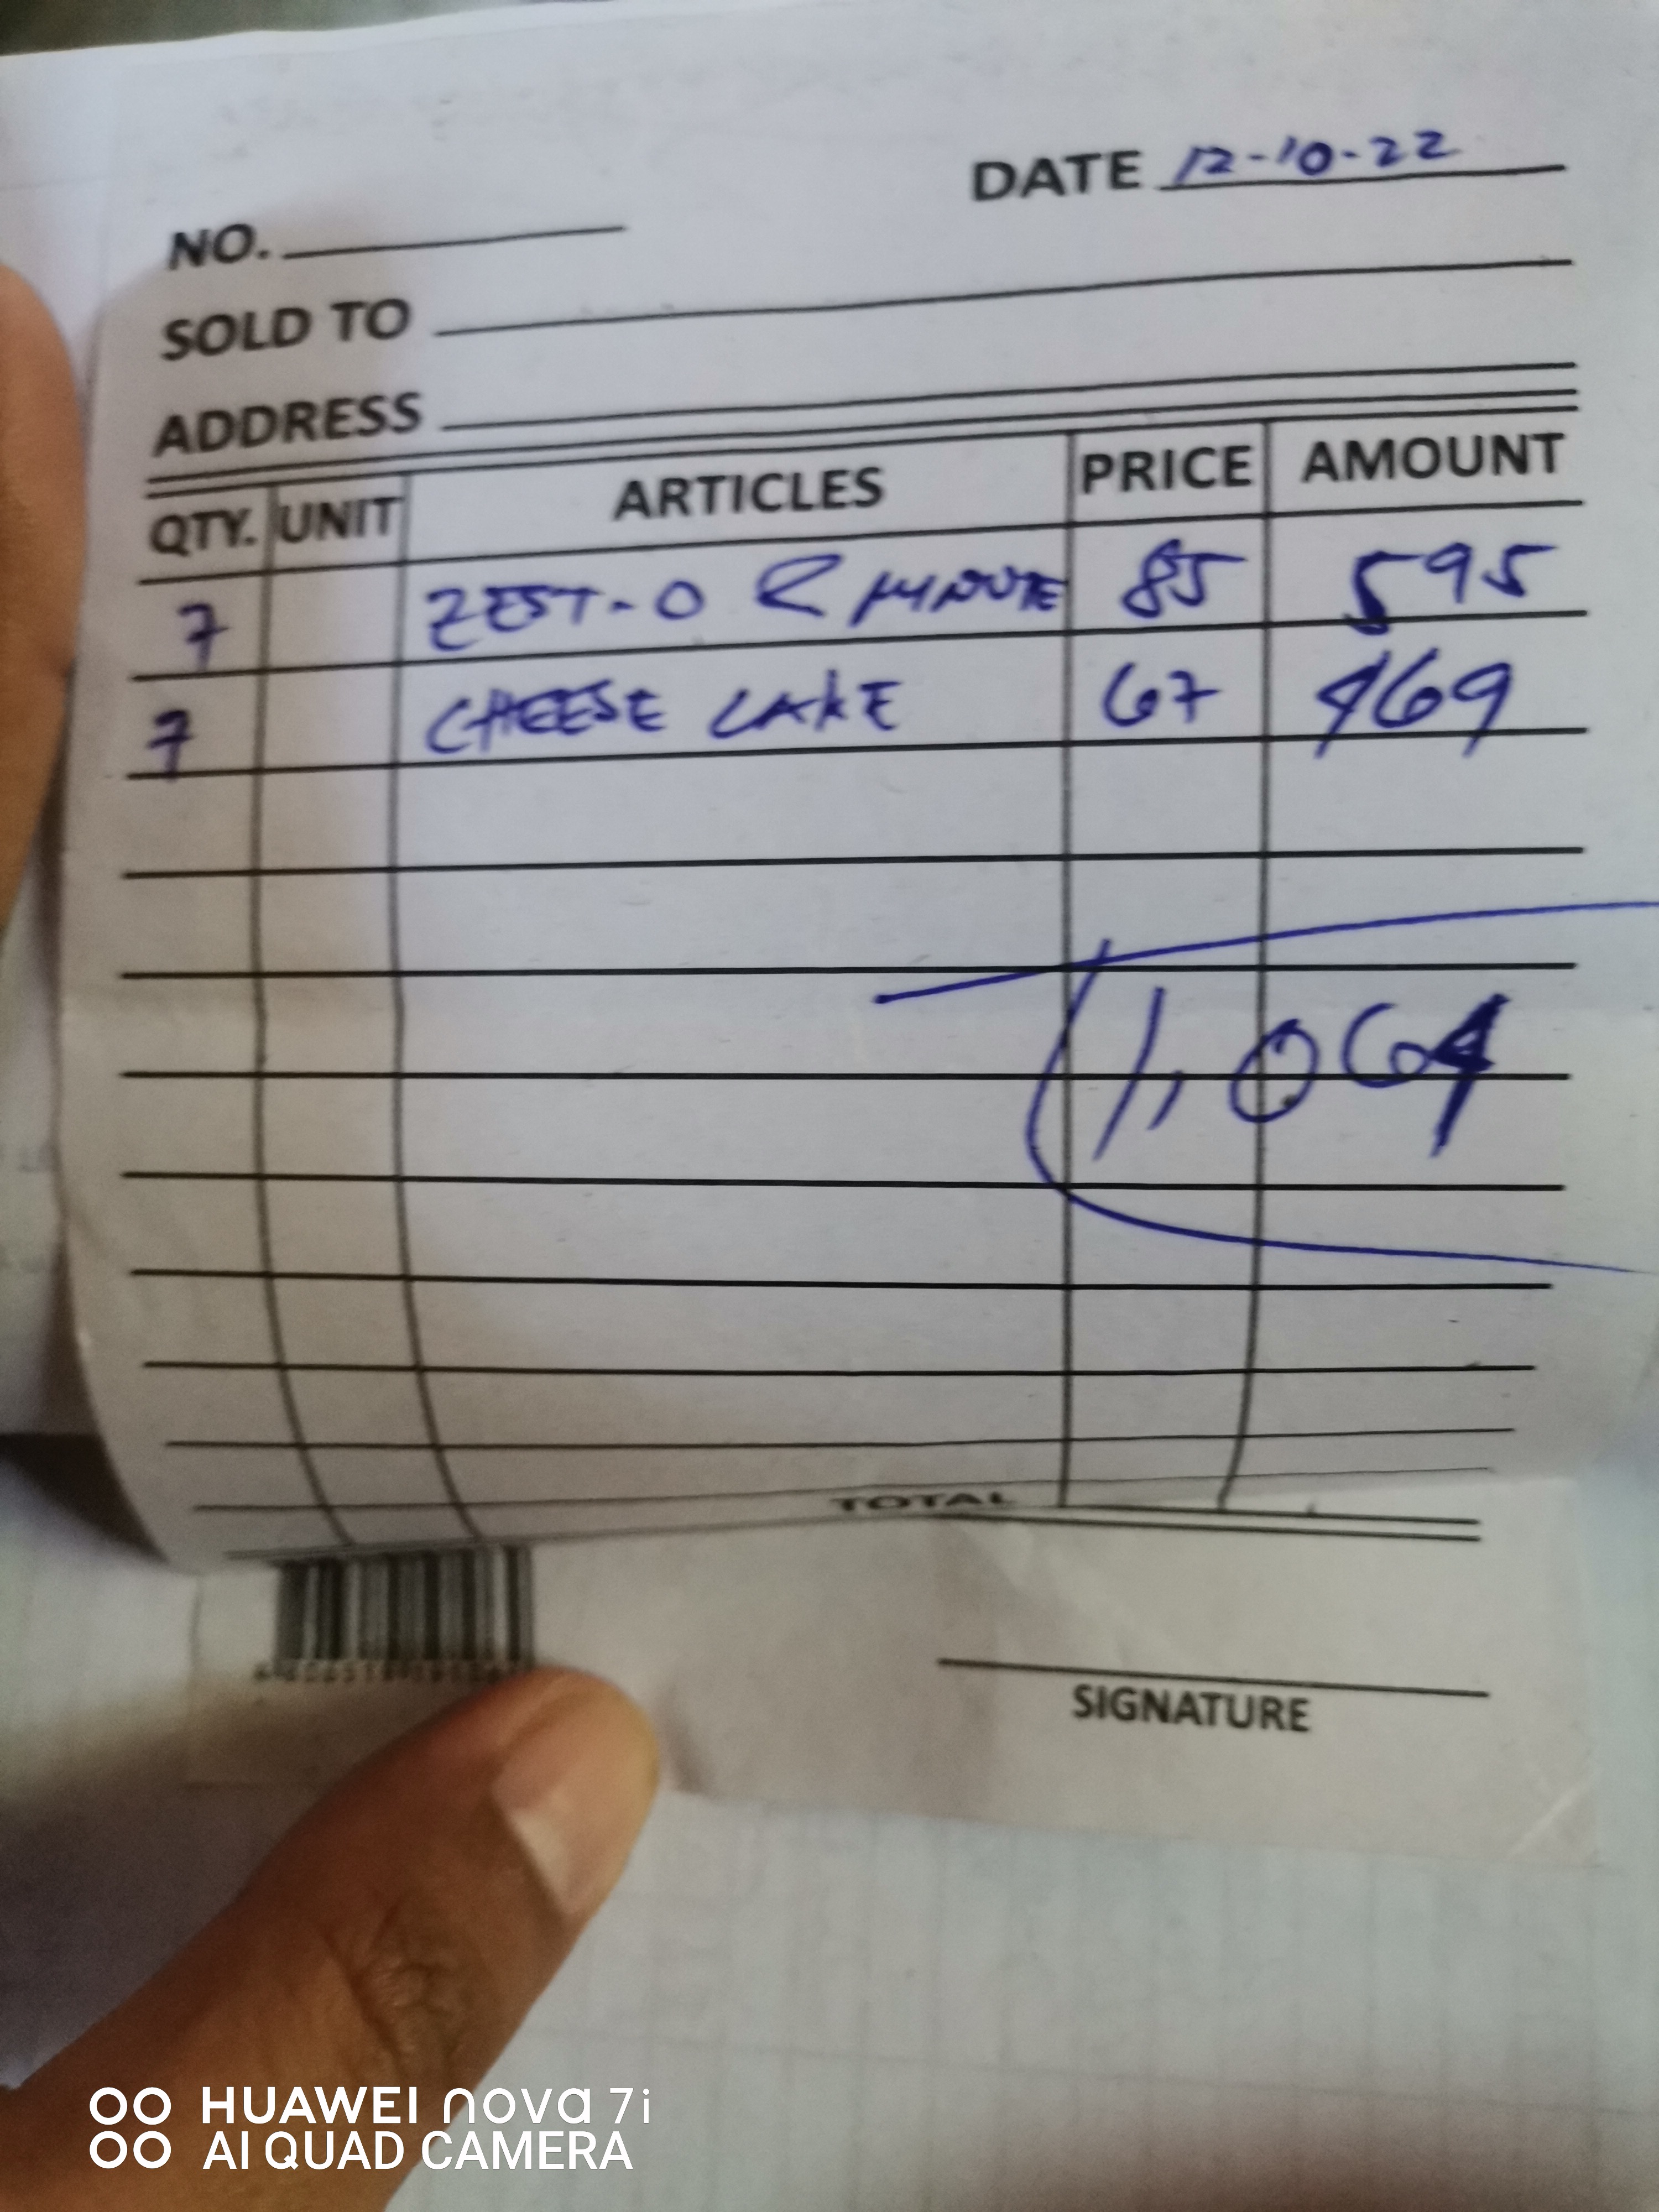 DATE 12-10-22
NO.
SOLD TO
ADDRESS
QTY. UNIT ARTICLES PRICE AMOUNT
7 ZEST-O & MINUTE 85 595
7 CHEESE CAKE 67 469
1,064
TOTAL
SIGNATURE
HUAWEI nova 7i
AI QUAD CAMERA